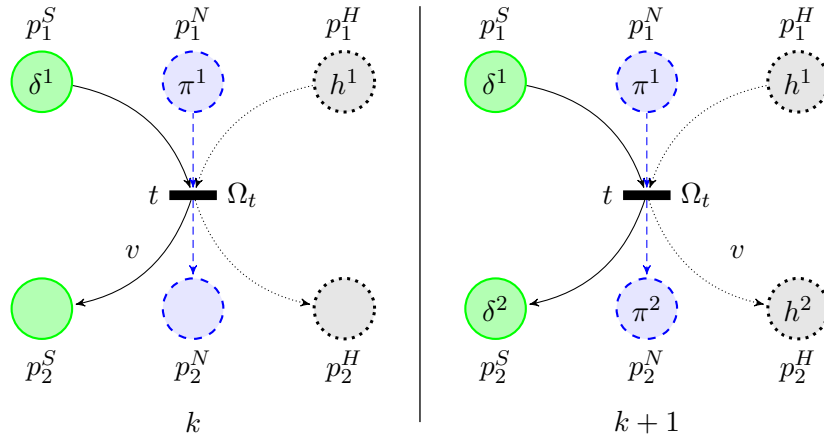 p_1^S p_1^N p_1^H p_1^S p_1^N p_1^H
δ^1 π^1 h^1 δ^1 π^1 h^1
t Ω_t t Ω_t
v v
δ^2 π^2 h^2
p_2^S p_2^N p_2^H p_2^S p_2^N p_2^H
k k + 1